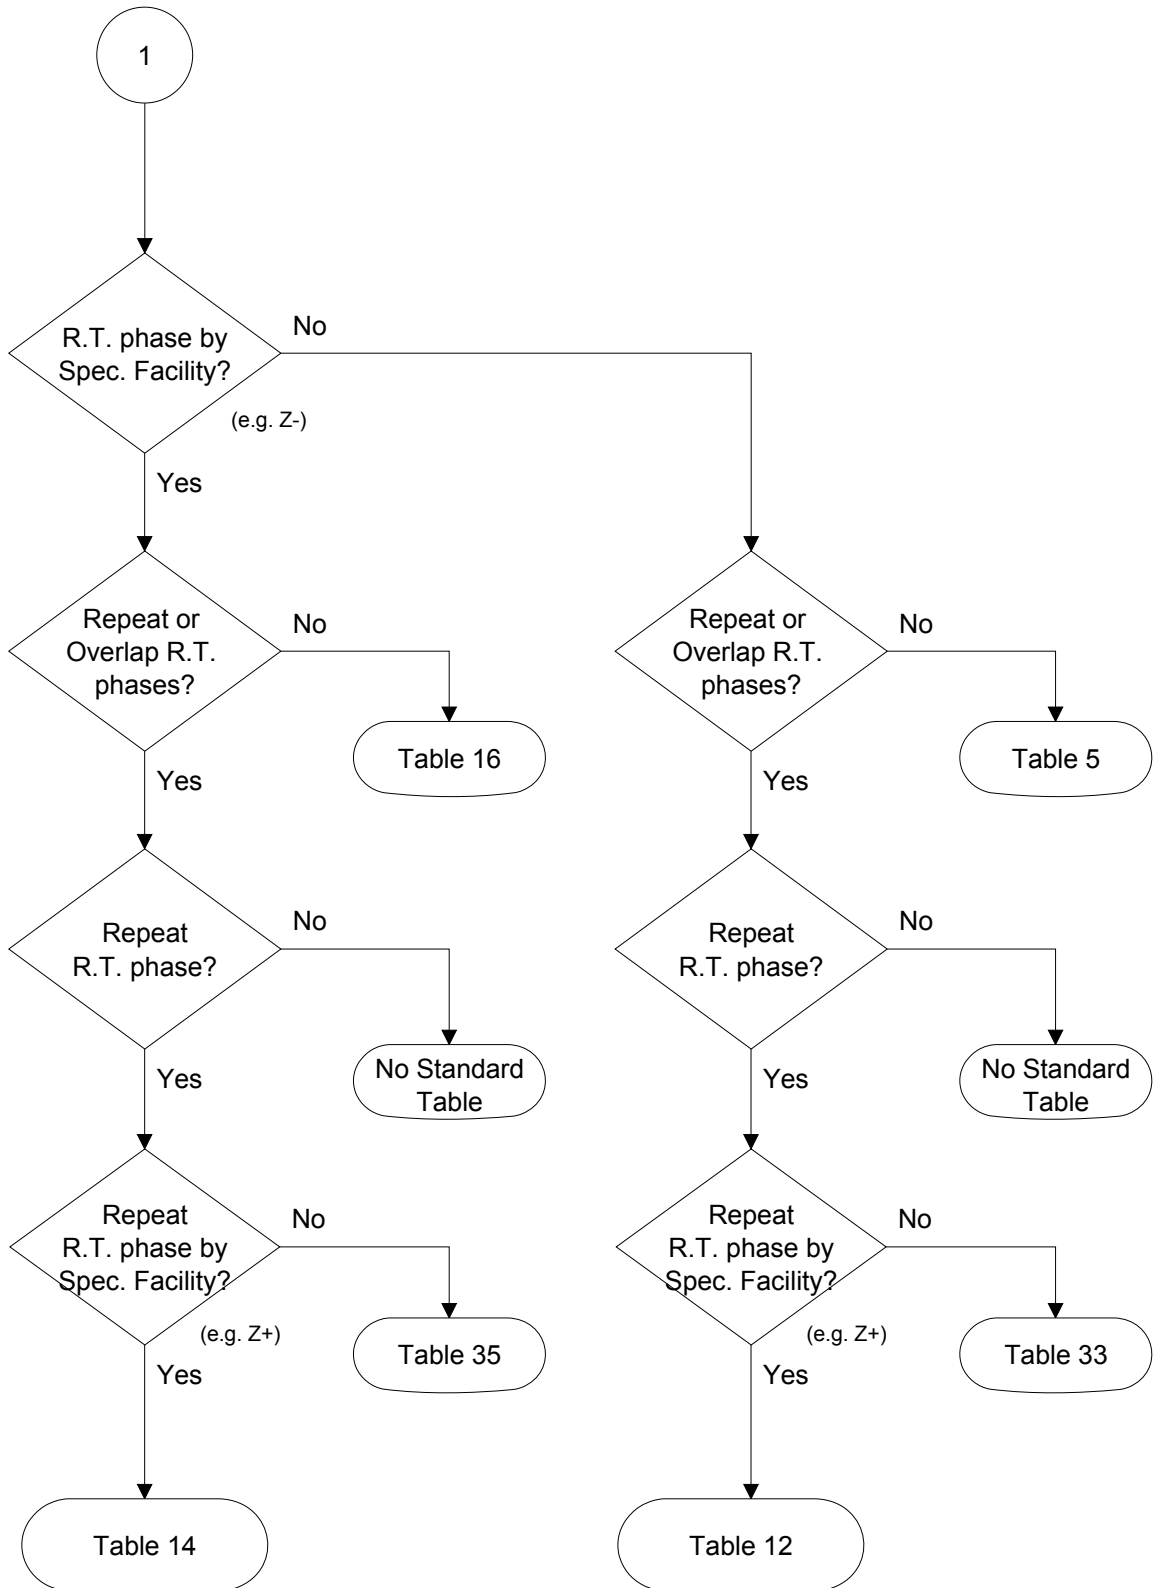 1
R.T. phase by
Spec. Facility?
No
(e.g. Z-)
Yes
Repeat or
Overlap R.T.
phases?
No
Table 16
Yes
Repeat or
Overlap R.T.
phases?
No
Table 5
Yes
Repeat
R.T. phase?
No
No Standard
Table
Yes
Repeat
R.T. phase?
No
No Standard
Table
Yes
Repeat
R.T. phase by
Spec. Facility?
No
(e.g. Z+)
Table 35
Yes
Repeat
R.T. phase by
Spec. Facility?
No
(e.g. Z+)
Table 33
Yes
Table 14
Table 12